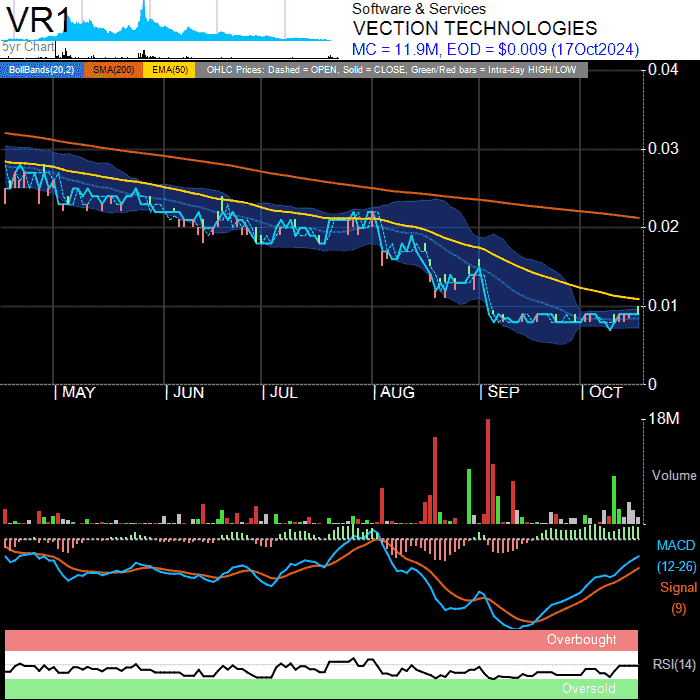 VR1
5yr Chart
Software & Services
VECTION TECHNOLOGIES
MC = 11.9M, EOD = $0.009 (17Oct2024)
BollBands(20,2) SMA(200) EMA(50) OHLC Prices: Dashed = OPEN, Solid = CLOSE, Green/Red bars = Intra-day HIGH/LOW
0.04
0.03
0.02
0.01
0
MAY JUN JUL AUG SEP OCT
18M
Volume
MACD
(12-26)
Signal
(9)
Overbought
RSI(14)
Oversold